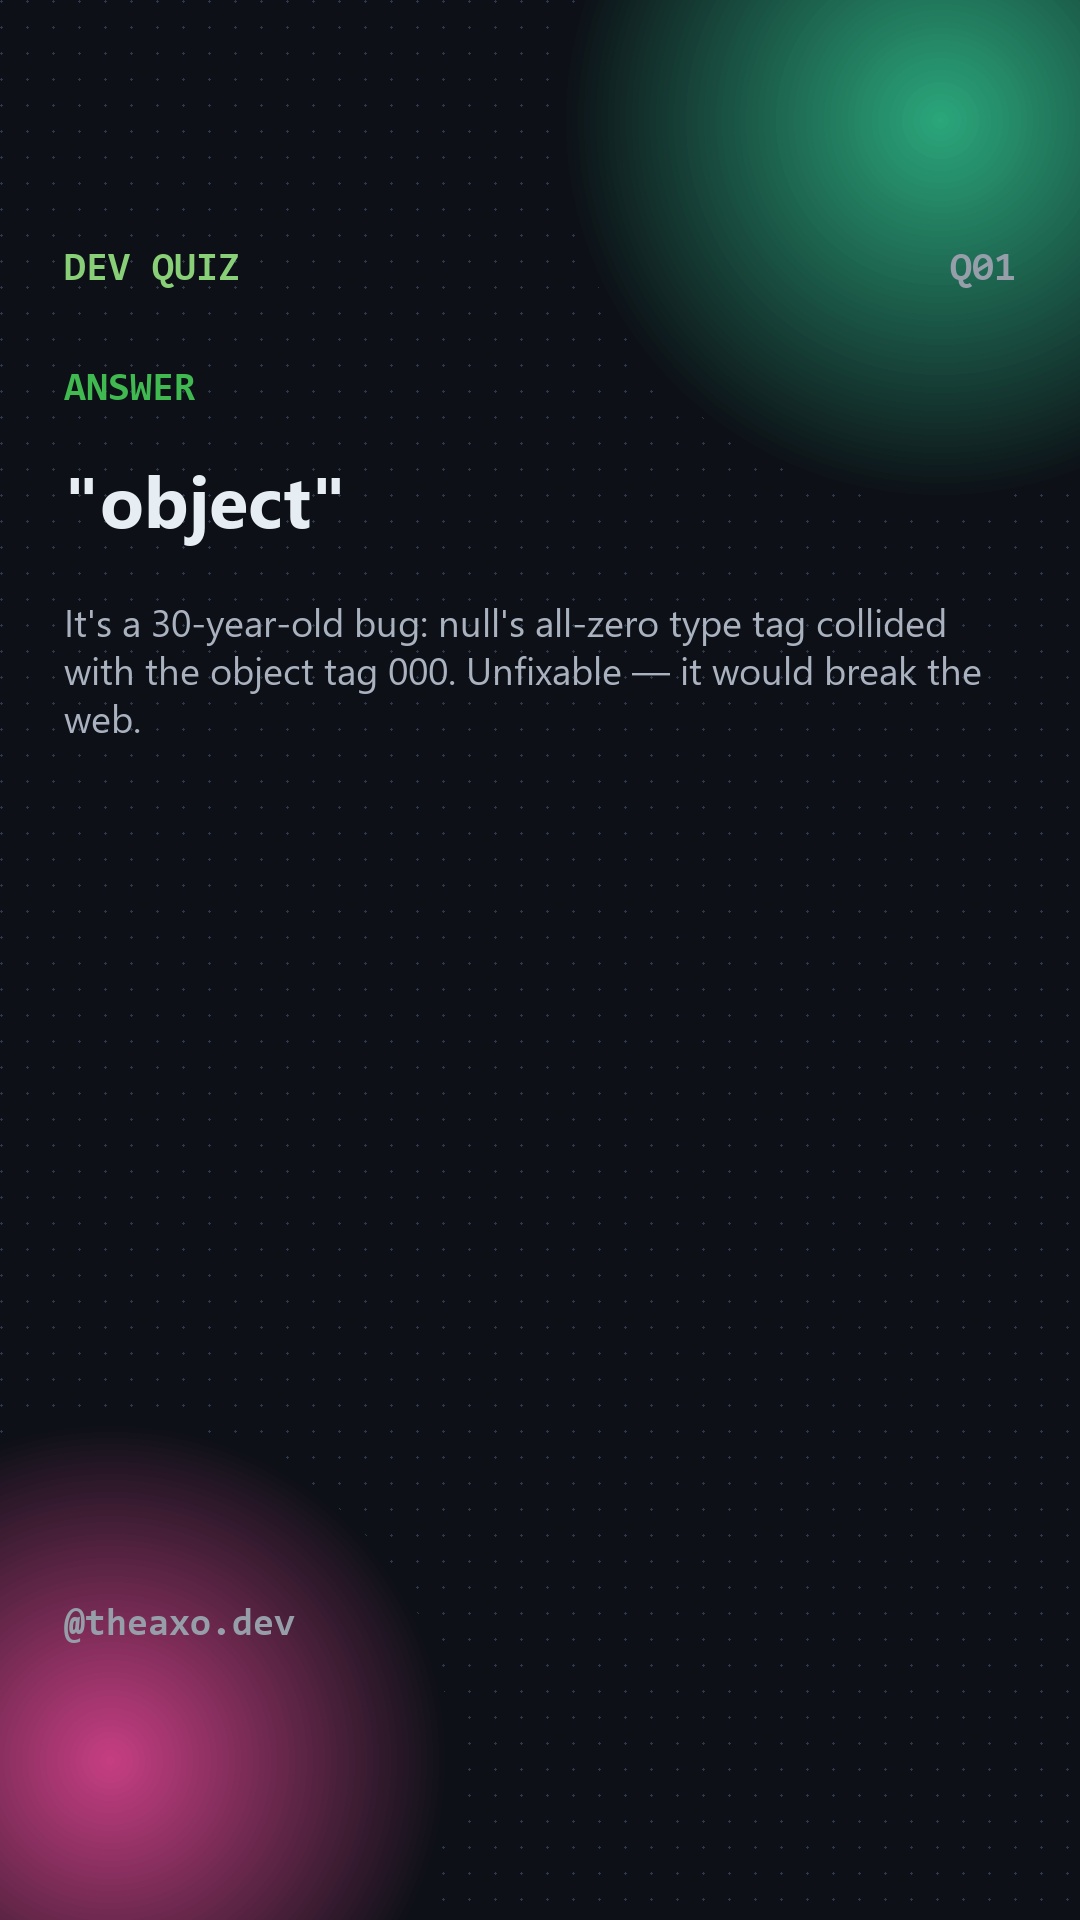 DEV QUIZ
Q01
ANSWER
"object"
It's a 30-year-old bug: null's all-zero type tag collided
with the object tag 000. Unfixable — it would break the
web.
@theaxo.dev